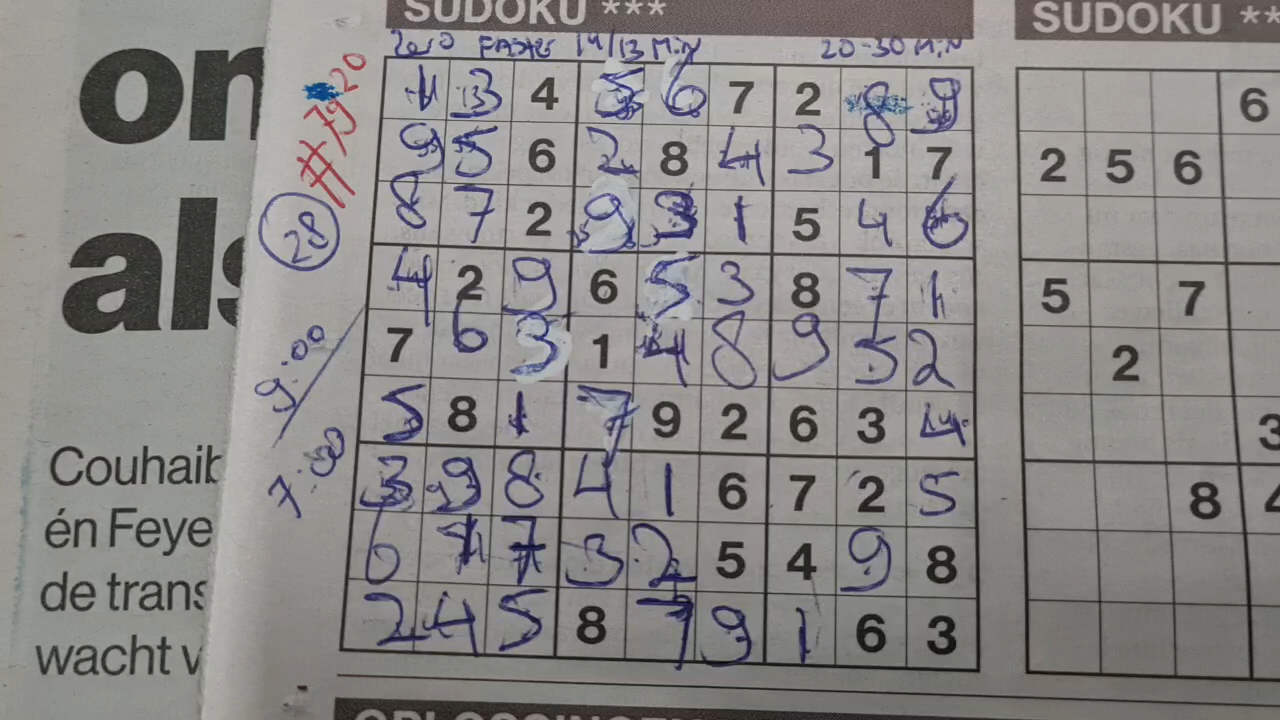 on
als
Couhaib
én Feye
de trans
wacht v
SUDOKU ***
Zero FASTER 14/13 MiN 20-30 MiN
#7920
28
9:00
7:00
1 3 4 5 6 7 2 8 9
9 5 6 2 8 4 3 1 7
8 7 2 9 3 1 5 4 6
4 2 9 6 5 3 8 7 1
7 6 3 1 4 8 9 5 2
5 8 1 7 9 2 6 3 4
3 9 8 4 1 6 7 2 5
6 1 7 3 2 5 4 9 8
2 4 5 8 7 9 1 6 3
SUDOKU **
6
2 5 6
5 7
2
3
8 4
OPLOSSINGEN